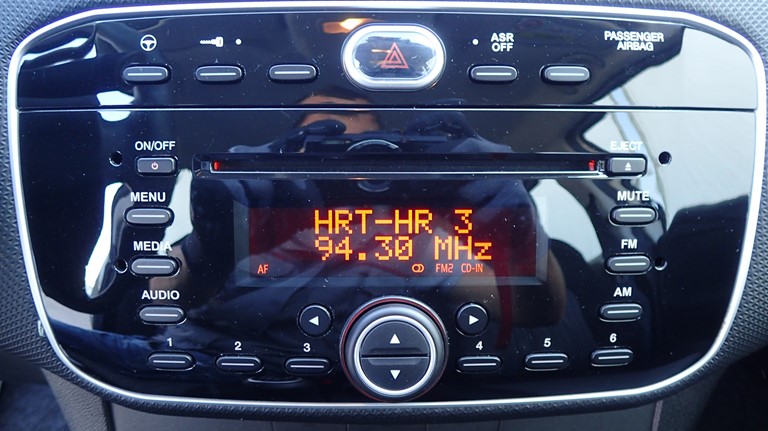 ASR
OFF
PASSENGER
AIRBAG
ON/OFF
EJECT
MENU
MUTE
HRT-HR 3
94.30 MHz
MEDIA
FM
AF
FM2 CD-IN
AUDIO
AM
1 2 3 4 5 6